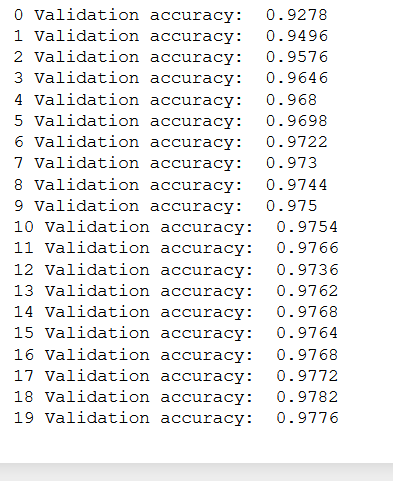 0 Validation accuracy:  0.9278
1 Validation accuracy:  0.9496
2 Validation accuracy:  0.9576
3 Validation accuracy:  0.9646
4 Validation accuracy:  0.968
5 Validation accuracy:  0.9698
6 Validation accuracy:  0.9722
7 Validation accuracy:  0.973
8 Validation accuracy:  0.9744
9 Validation accuracy:  0.975
10 Validation accuracy:  0.9754
11 Validation accuracy:  0.9766
12 Validation accuracy:  0.9736
13 Validation accuracy:  0.9762
14 Validation accuracy:  0.9768
15 Validation accuracy:  0.9764
16 Validation accuracy:  0.9768
17 Validation accuracy:  0.9772
18 Validation accuracy:  0.9782
19 Validation accuracy:  0.9776